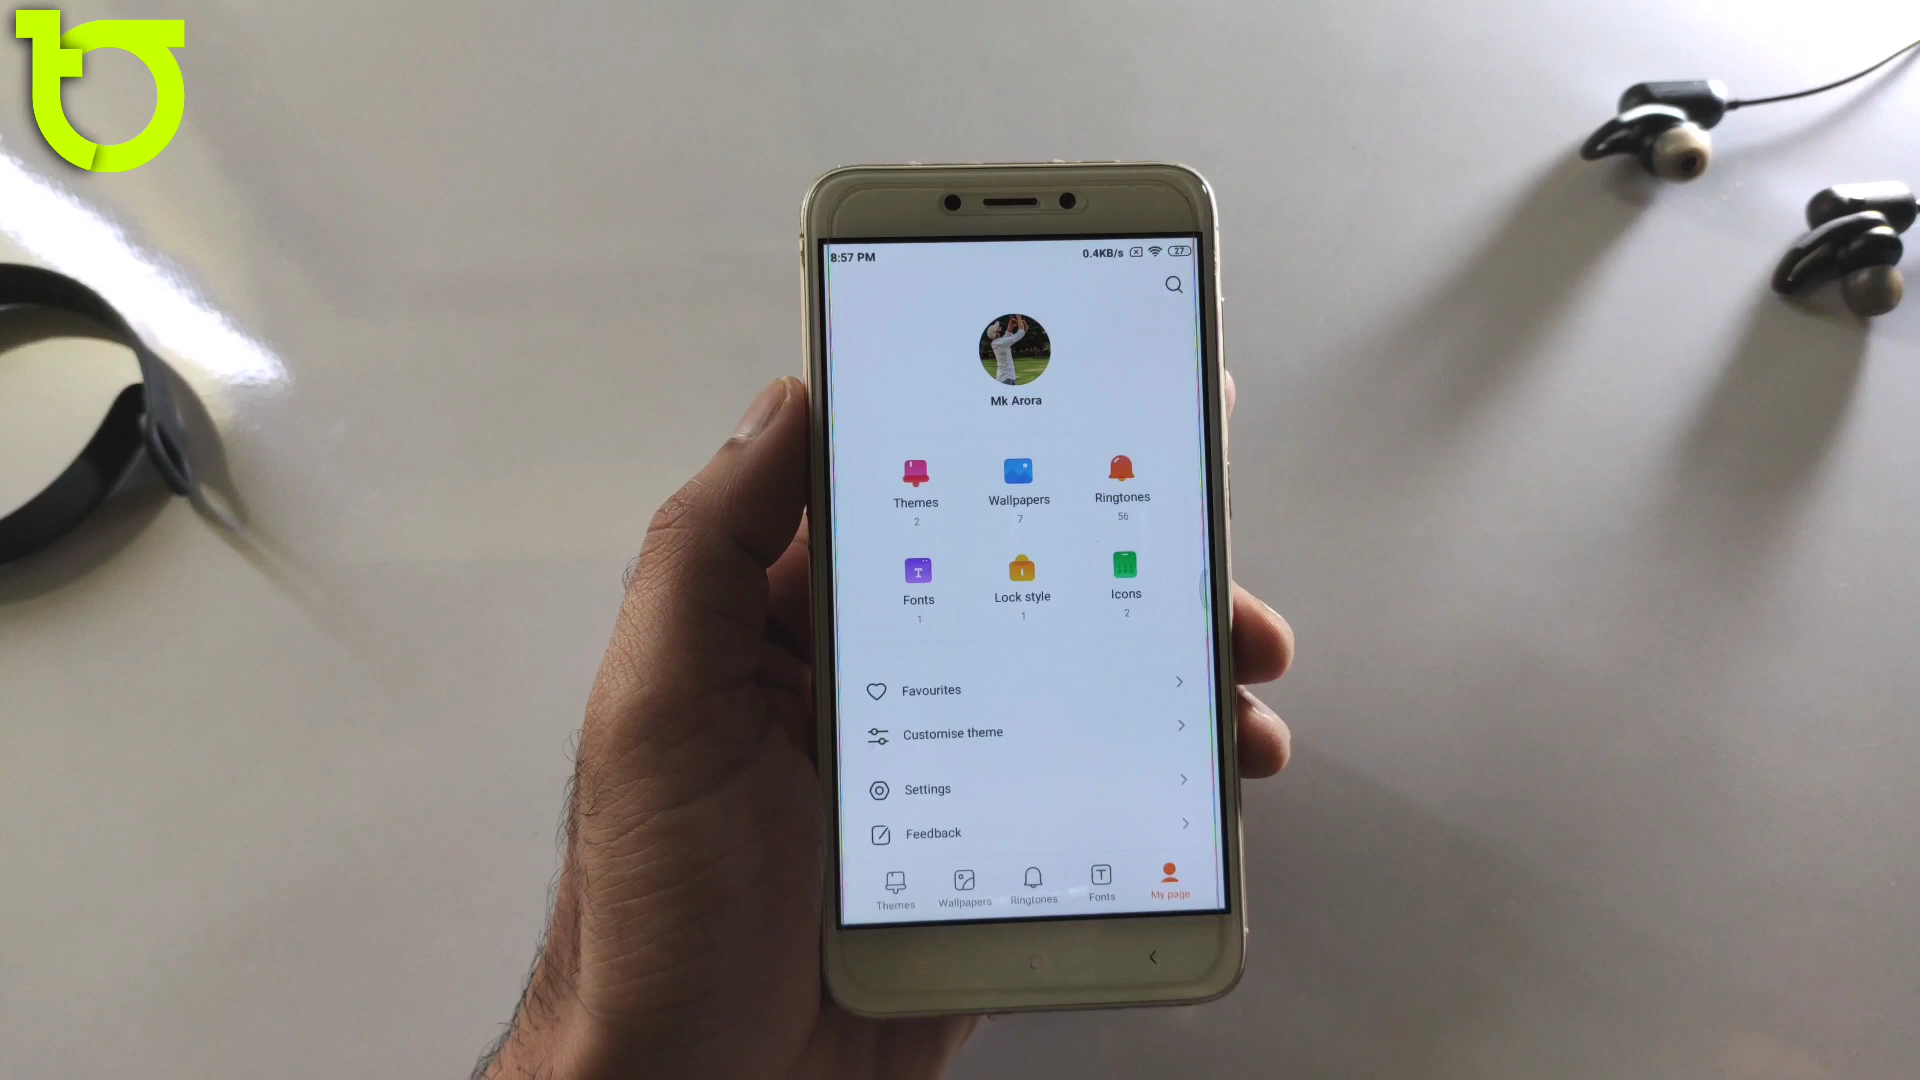 8:57 PM 0.4KB/s 27
Mk Arora
Themes Wallpapers Ringtones
2 7 56
Fonts Lock style Icons
1 1 2
Favourites
Customise theme
Settings
Feedback
Themes Wallpapers Ringtones Fonts My page